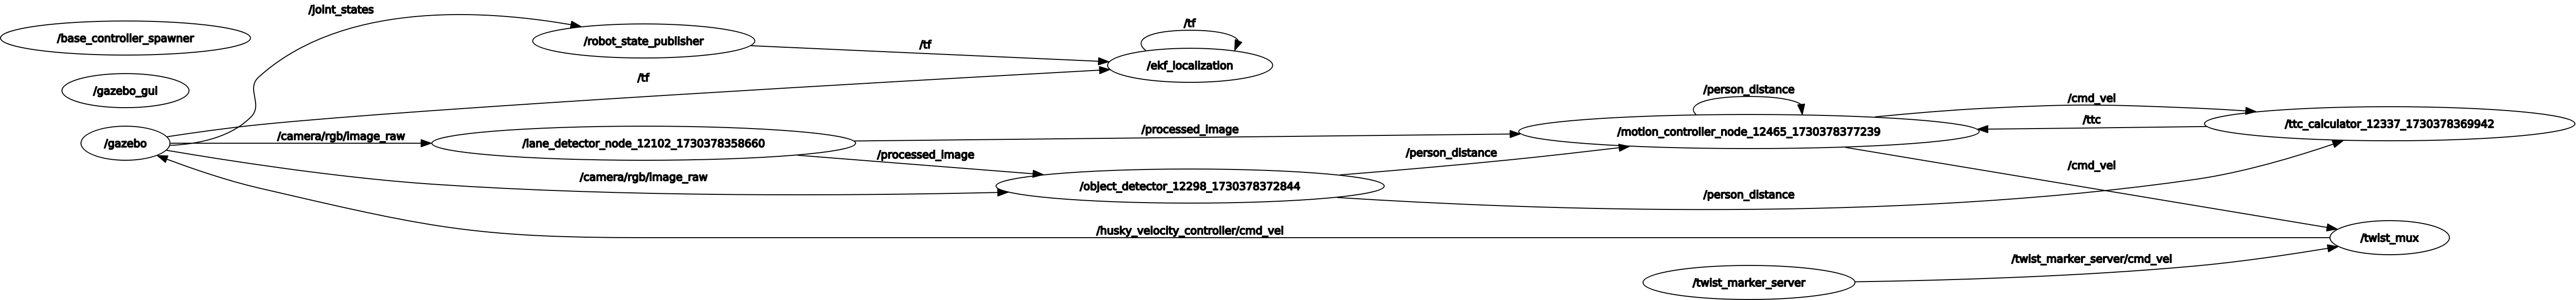 /joint_states
/base_controller_spawner
/robot_state_publisher
/tf
/tf
/ekf_localization
/tf
/gazebo_gui
/person_distance
/cmd_vel
/gazebo
/camera/rgb/image_raw
/lane_detector_node_12102_1730378358660
/processed_image
/motion_controller_node_12465_1730378377239
/ttc
/ttc_calculator_12337_1730378369942
/processed_image
/person_distance
/cmd_vel
/camera/rgb/image_raw
/object_detector_12298_1730378372844
/person_distance
/husky_velocity_controller/cmd_vel
/twist_mux
/twist_marker_server/cmd_vel
/twist_marker_server